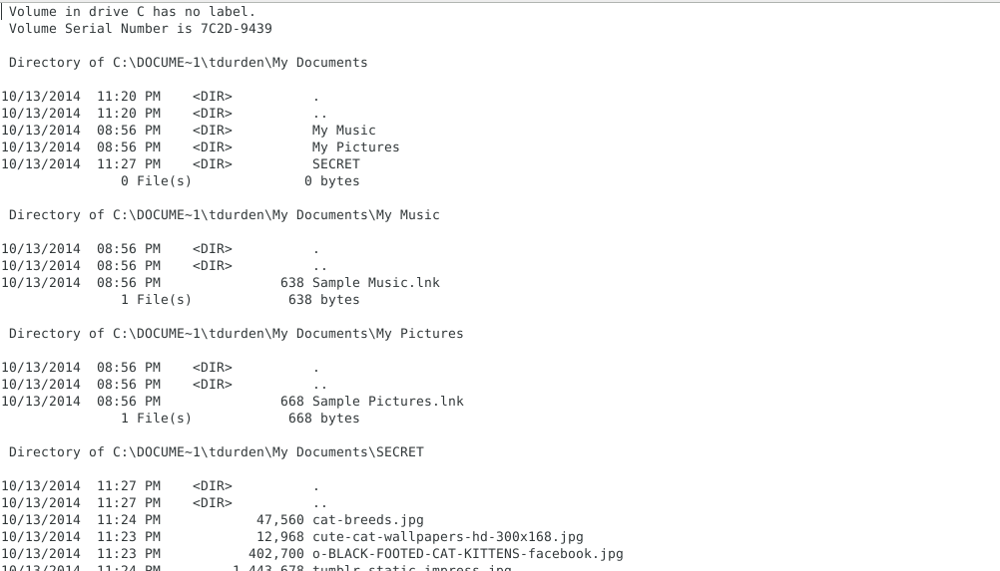 Volume in drive C has no label.
Volume Serial Number is 7C2D-9439
Directory of C:\DOCUME~1\tdurden\My Documents
10/13/2014  11:20 PM    <DIR>          .
10/13/2014  11:20 PM    <DIR>          ..
10/13/2014  08:56 PM    <DIR>          My Music
10/13/2014  08:56 PM    <DIR>          My Pictures
10/13/2014  11:27 PM    <DIR>          SECRET
0 File(s)              0 bytes
Directory of C:\DOCUME~1\tdurden\My Documents\My Music
10/13/2014  08:56 PM    <DIR>          .
10/13/2014  08:56 PM    <DIR>          ..
10/13/2014  08:56 PM               638 Sample Music.lnk
1 File(s)            638 bytes
Directory of C:\DOCUME~1\tdurden\My Documents\My Pictures
10/13/2014  08:56 PM    <DIR>          .
10/13/2014  08:56 PM    <DIR>          ..
10/13/2014  08:56 PM               668 Sample Pictures.lnk
1 File(s)            668 bytes
Directory of C:\DOCUME~1\tdurden\My Documents\SECRET
10/13/2014  11:27 PM    <DIR>          .
10/13/2014  11:27 PM    <DIR>          ..
10/13/2014  11:24 PM            47,560 cat-breeds.jpg
10/13/2014  11:23 PM            12,968 cute-cat-wallpapers-hd-300x168.jpg
10/13/2014  11:23 PM           402,700 o-BLACK-FOOTED-CAT-KITTENS-facebook.jpg
10/13/2014  11:24 PM         1,443,678 tumblr_static_impress.jpg